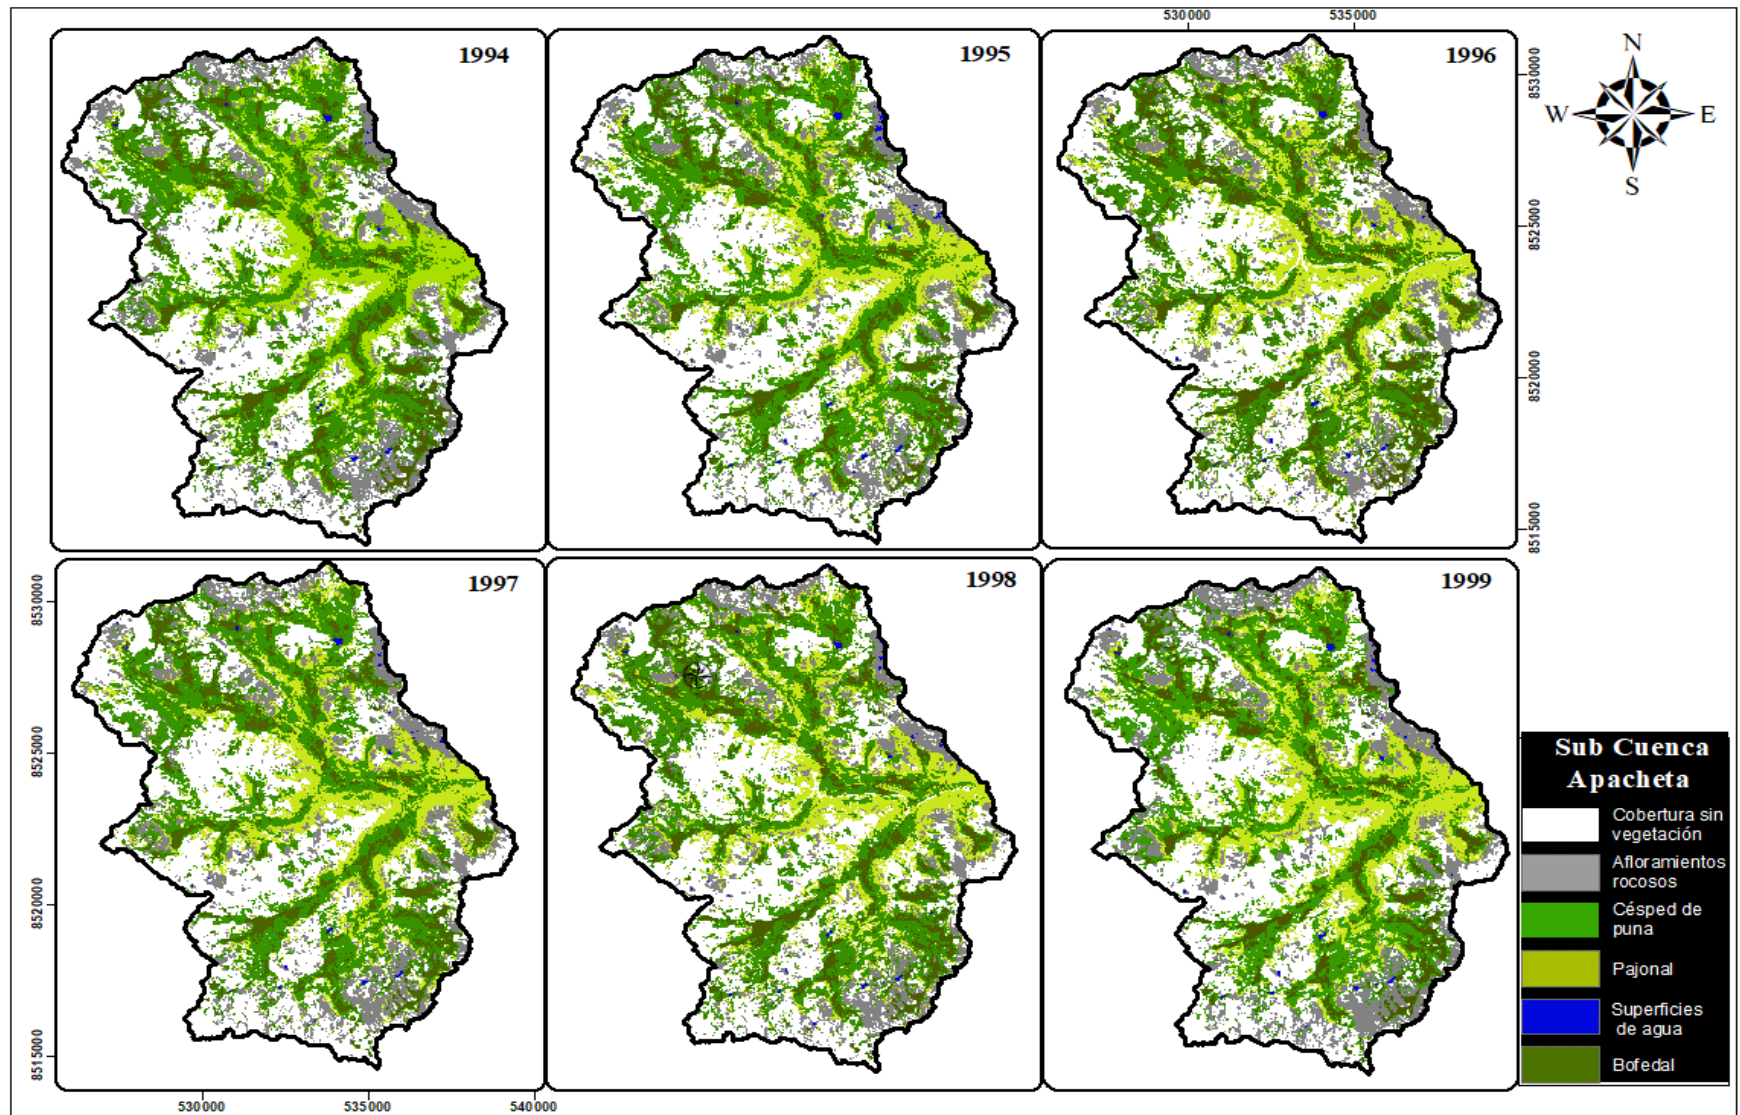 530000 535000
1994
1995
1996
N
W E
S
8530000
8525000
8520000
8515000
1997
1998
1999
8530000
8525000
8520000
8515000
Sub Cuenca
Apacheta
Cobertura sin
vegetación
Afloramientos
rocosos
Césped de
puna
Pajonal
Superficies
de agua
Bofedal
530000 535000 540000